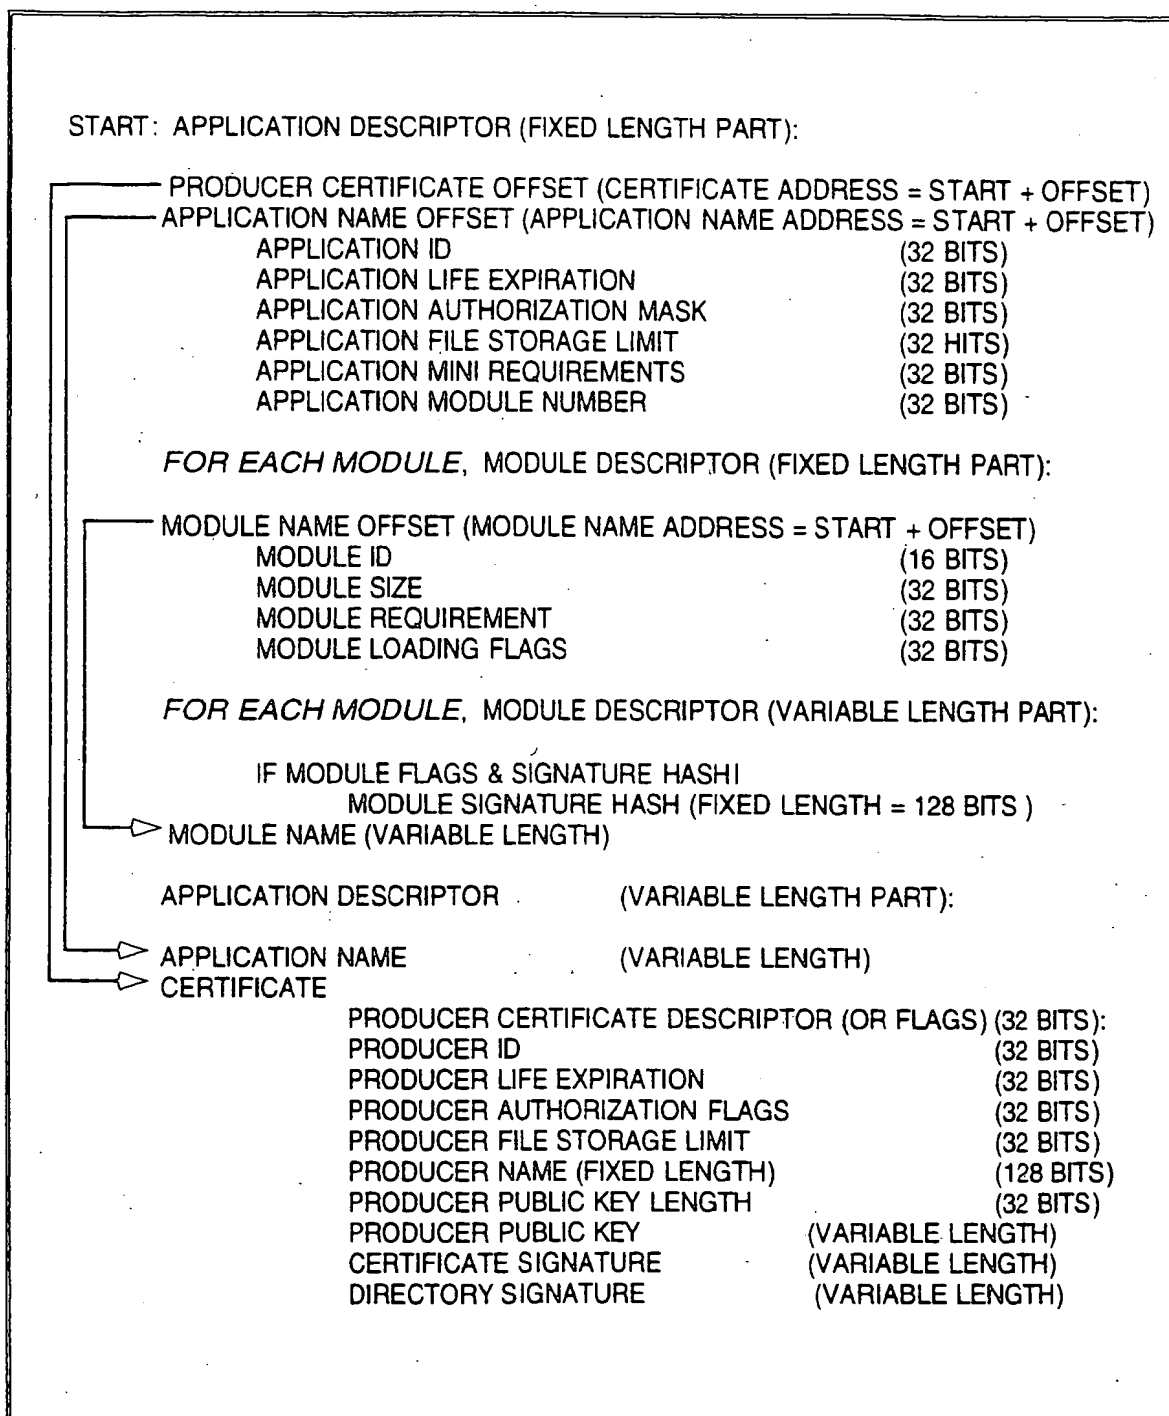 START: APPLICATION DESCRIPTOR (FIXED LENGTH PART):
PRODUCER CERTIFICATE OFFSET (CERTIFICATE ADDRESS = START + OFFSET)
APPLICATION NAME OFFSET (APPLICATION NAME ADDRESS = START + OFFSET)
APPLICATION ID (32 BITS)
APPLICATION LIFE EXPIRATION (32 BITS)
APPLICATION AUTHORIZATION MASK (32 BITS)
APPLICATION FILE STORAGE LIMIT (32 HITS)
APPLICATION MINI REQUIREMENTS (32 BITS)
APPLICATION MODULE NUMBER (32 BITS)
FOR EACH MODULE, MODULE DESCRIPTOR (FIXED LENGTH PART):
MODULE NAME OFFSET (MODULE NAME ADDRESS = START + OFFSET)
MODULE ID (16 BITS)
MODULE SIZE (32 BITS)
MODULE REQUIREMENT (32 BITS)
MODULE LOADING FLAGS (32 BITS)
FOR EACH MODULE, MODULE DESCRIPTOR (VARIABLE LENGTH PART):
IF MODULE FLAGS & SIGNATURE HASHI
MODULE SIGNATURE HASH (FIXED LENGTH = 128 BITS )
MODULE NAME (VARIABLE LENGTH)
APPLICATION DESCRIPTOR (VARIABLE LENGTH PART):
APPLICATION NAME (VARIABLE LENGTH)
CERTIFICATE
PRODUCER CERTIFICATE DESCRIPTOR (OR FLAGS) (32 BITS):
PRODUCER ID (32 BITS)
PRODUCER LIFE EXPIRATION (32 BITS)
PRODUCER AUTHORIZATION FLAGS (32 BITS)
PRODUCER FILE STORAGE LIMIT (32 BITS)
PRODUCER NAME (FIXED LENGTH) (128 BITS)
PRODUCER PUBLIC KEY LENGTH (32 BITS)
PRODUCER PUBLIC KEY (VARIABLE LENGTH)
CERTIFICATE SIGNATURE (VARIABLE LENGTH)
DIRECTORY SIGNATURE (VARIABLE LENGTH)